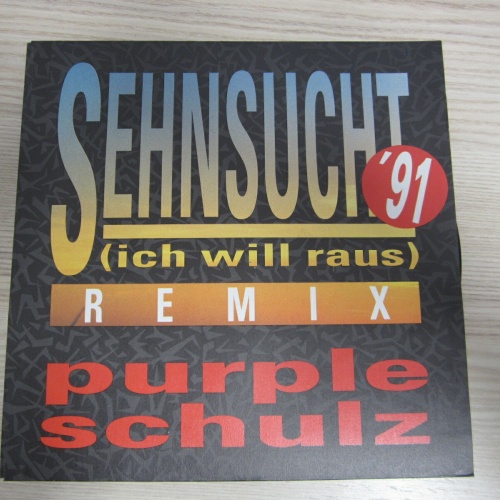 SEHNSUCHT
'91
(ich will raus)
REMIX
purple
schulz